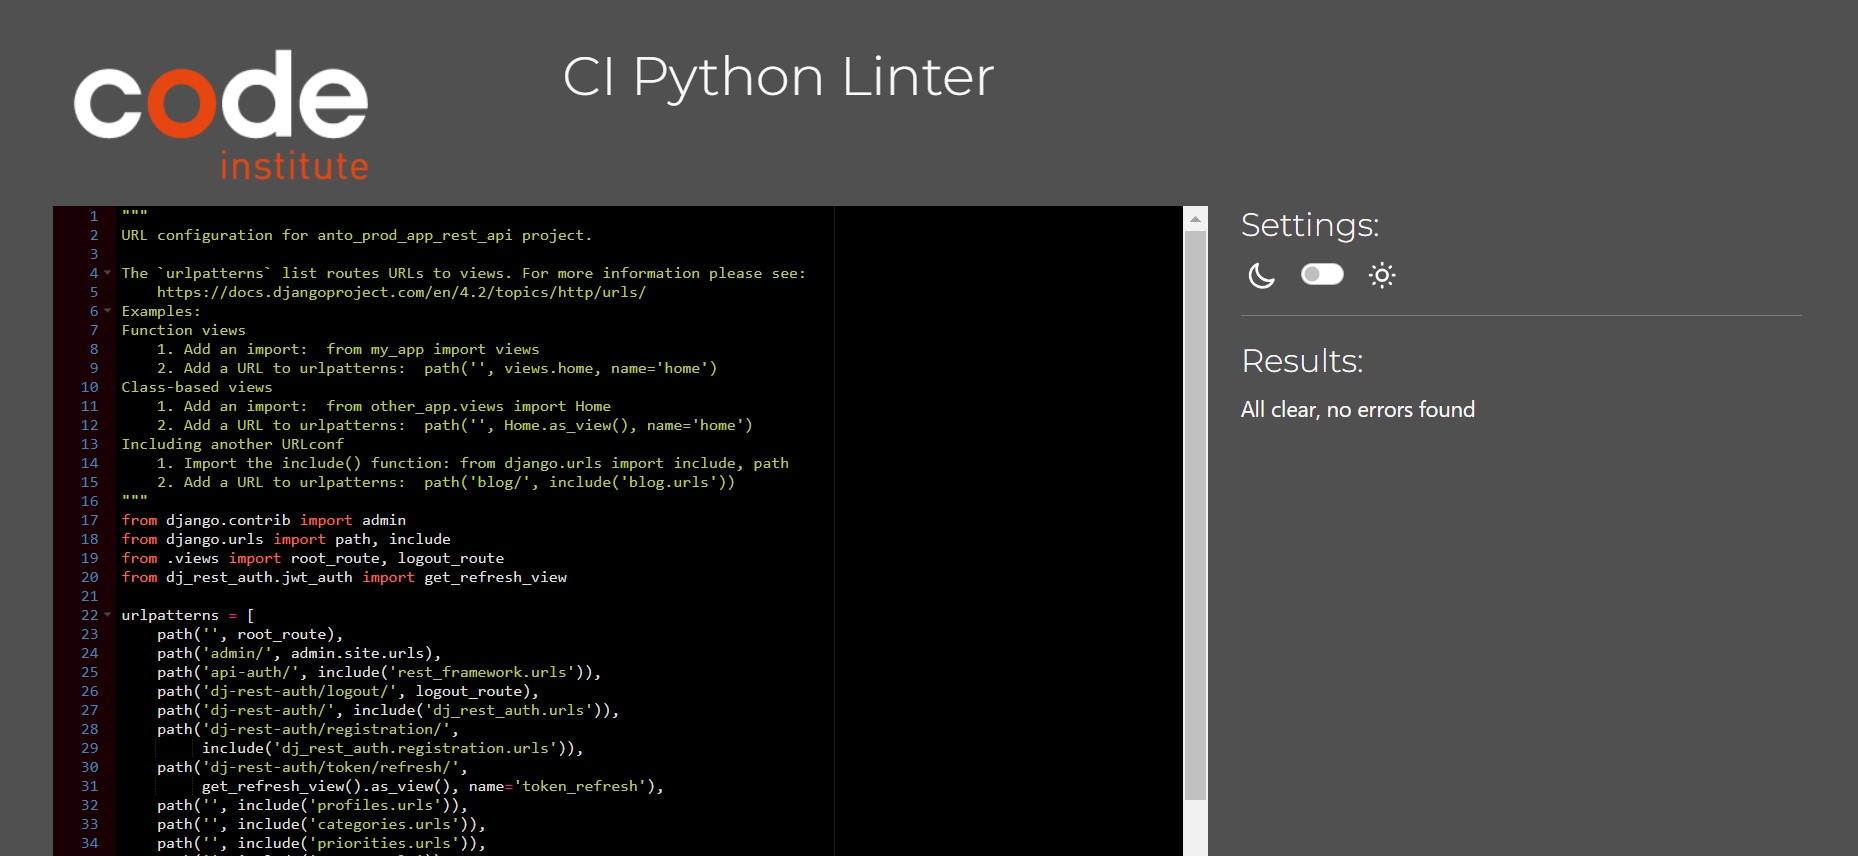 code
institute
CI Python Linter
1 """
2 URL configuration for anto_prod_app_rest_api project.
3
4 The `urlpatterns` list routes URLs to views. For more information please see:
5     https://docs.djangoproject.com/en/4.2/topics/http/urls/
6 Examples:
7 Function views
8     1. Add an import:  from my_app import views
9     2. Add a URL to urlpatterns:  path('', views.home, name='home')
10 Class-based views
11     1. Add an import:  from other_app.views import Home
12     2. Add a URL to urlpatterns:  path('', Home.as_view(), name='home')
13 Including another URLconf
14     1. Import the include() function: from django.urls import include, path
15     2. Add a URL to urlpatterns:  path('blog/', include('blog.urls'))
16 """
17 from django.contrib import admin
18 from django.urls import path, include
19 from .views import root_route, logout_route
20 from dj_rest_auth.jwt_auth import get_refresh_view
21
22 urlpatterns = [
23     path('', root_route),
24     path('admin/', admin.site.urls),
25     path('api-auth/', include('rest_framework.urls')),
26     path('dj-rest-auth/logout/', logout_route),
27     path('dj-rest-auth/', include('dj_rest_auth.urls')),
28     path('dj-rest-auth/registration/',
29          include('dj_rest_auth.registration.urls')),
30     path('dj-rest-auth/token/refresh/',
31          get_refresh_view().as_view(), name='token_refresh'),
32     path('', include('profiles.urls')),
33     path('', include('categories.urls')),
34     path('', include('priorities.urls')),
Settings:
Results:
All clear, no errors found